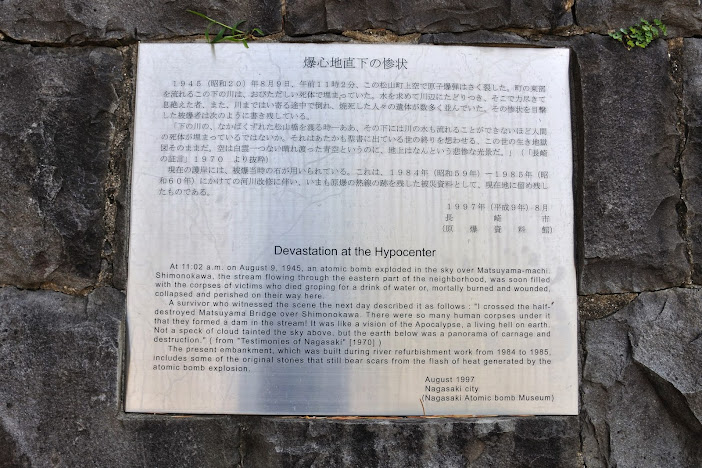 爆心地直下の惨状
1945（昭和20）年8月9日、午前11時2分、この松山町上空で原子爆弾はさく裂した。町の東部
を流れるこの下の川は、おびただしい死体で埋まっていた。水を求めて川辺にたどりつき、そこで力尽きて
息絶えた者、また、川まではい寄る途中で倒れ、焼死した人々の遺体が数多く並んでいた。その惨状を目撃
した被爆者は次のように書き残している。
「下の川の、なかばくずれた松山橋を渡る時―ああ、その下には川の水も流れることができないほど人間
の死体が埋まっているではないか。それはあたかも聖書に出ている世の終りを想わせる、この世の生き地獄
図そのままだ。空は白雲一つない晴れ渡った青空というのに、地上はなんという悲惨な光景だ。」（「長崎
の証言」1970　より抜粋）
現在の護岸には、被爆当時の石が用いられている。これは、1984年（昭和59年）―1985年（昭
和60年）にかけての河川改修に伴い、いまも原爆の熱線の跡を残した被災資料として、現在地に留め残し
たものである。
1997年（平成9年）・8月
長崎市
（原爆資料館）
Devastation at the Hypocenter
At 11:02 a.m. on August 9, 1945, an atomic bomb exploded in the sky over Matsuyama-machi.
Shimonokawa, the stream flowing through the eastern part of the neighborhood, was soon filled
with the corpses of victims who died groping for a drink of water or, mortally burned and wounded,
collapsed and perished on their way here.
A survivor who witnessed the scene the next day described it as follows : "I crossed the half-
destroyed Matsuyama Bridge over Shimonokawa. There were so many human corpses under it
that they formed a dam in the stream! It was like a vision of the Apocalypse, a living hell on earth.
Not a speck of cloud tainted the sky above, but the earth below was a panorama of carnage and
destruction." ( from "Testimonies of Nagasaki" [1970] )
The present embankment, which was built during river refurbishment work from 1984 to 1985,
includes some of the original stones that still bear scars from the flash of heat generated by the
atomic bomb explosion.
August 1997
Nagasaki city
(Nagasaki Atomic bomb Museum)